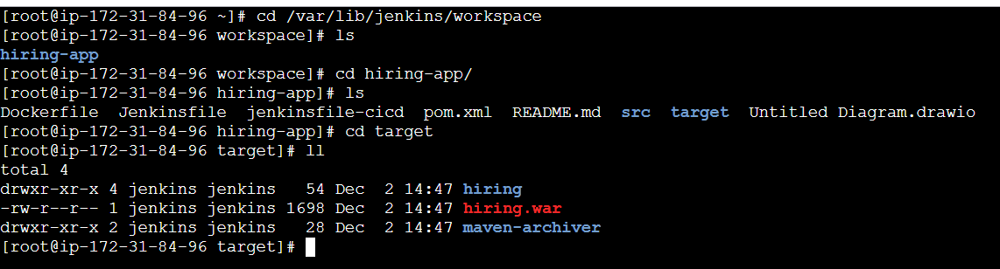 [root@ip-172-31-84-96 ~]# cd /var/lib/jenkins/workspace
[root@ip-172-31-84-96 workspace]# ls
hiring-app
[root@ip-172-31-84-96 workspace]# cd hiring-app/
[root@ip-172-31-84-96 hiring-app]# ls
Dockerfile  Jenkinsfile  jenkinsfile-cicd  pom.xml  README.md  src  target  Untitled Diagram.drawio
[root@ip-172-31-84-96 hiring-app]# cd target
[root@ip-172-31-84-96 target]# ll
total 4
drwxr-xr-x 4 jenkins jenkins   54 Dec  2 14:47 hiring
-rw-r--r-- 1 jenkins jenkins 1698 Dec  2 14:47 hiring.war
drwxr-xr-x 2 jenkins jenkins   28 Dec  2 14:47 maven-archiver
[root@ip-172-31-84-96 target]#